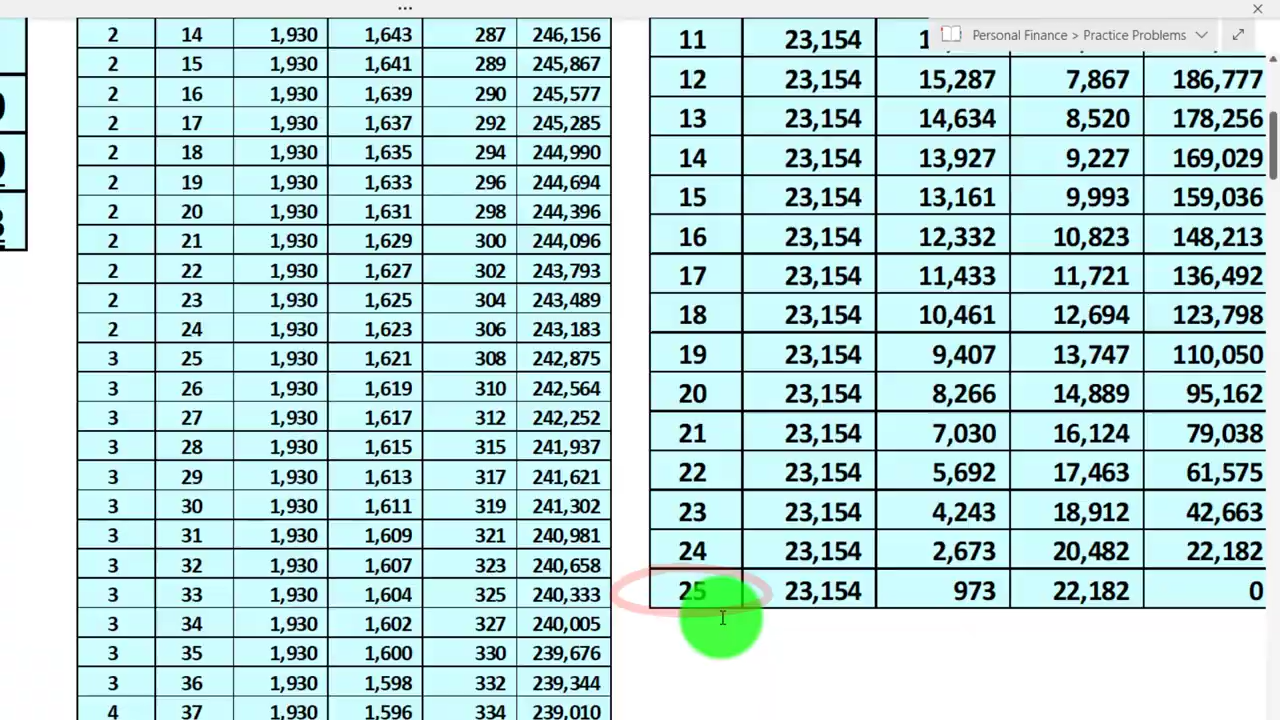 Personal Finance > Practice Problems
2 14 1,930 1,643 287 246,156
2 15 1,930 1,641 289 245,867
2 16 1,930 1,639 290 245,577
2 17 1,930 1,637 292 245,285
2 18 1,930 1,635 294 244,990
2 19 1,930 1,633 296 244,694
2 20 1,930 1,631 298 244,396
2 21 1,930 1,629 300 244,096
2 22 1,930 1,627 302 243,793
2 23 1,930 1,625 304 243,489
2 24 1,930 1,623 306 243,183
3 25 1,930 1,621 308 242,875
3 26 1,930 1,619 310 242,564
3 27 1,930 1,617 312 242,252
3 28 1,930 1,615 315 241,937
3 29 1,930 1,613 317 241,621
3 30 1,930 1,611 319 241,302
3 31 1,930 1,609 321 240,981
3 32 1,930 1,607 323 240,658
3 33 1,930 1,604 325 240,333
3 34 1,930 1,602 327 240,005
3 35 1,930 1,600 330 239,676
3 36 1,930 1,598 332 239,344
4 37 1,930 1,596 334 239,010
11 23,154
12 23,154 15,287 7,867 186,777
13 23,154 14,634 8,520 178,256
14 23,154 13,927 9,227 169,029
15 23,154 13,161 9,993 159,036
16 23,154 12,332 10,823 148,213
17 23,154 11,433 11,721 136,492
18 23,154 10,461 12,694 123,798
19 23,154 9,407 13,747 110,050
20 23,154 8,266 14,889 95,162
21 23,154 7,030 16,124 79,038
22 23,154 5,692 17,463 61,575
23 23,154 4,243 18,912 42,663
24 23,154 2,673 20,482 22,182
25 23,154 973 22,182 0